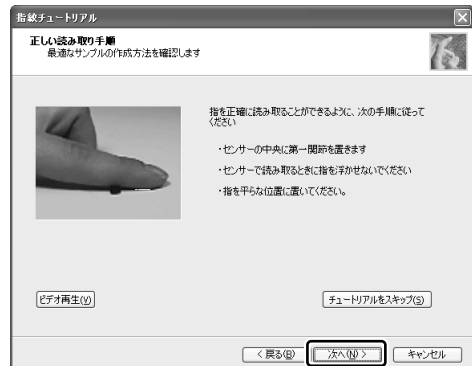 指紋チュートリアル
正しい読み取り手順
最適なサンプルの作成方法を確認します
指を正確に読み取ることができるように、次の手順に従って
ください
・センサーの中央に第一関節を置きます
・センサーで読み取るときに指を浮かせないでください
・指を平らな位置に置いてください。
ビデオ再生(V)
チュートリアルをスキップ(S)
< 戻る(B)
次へ(N) >
キャンセル